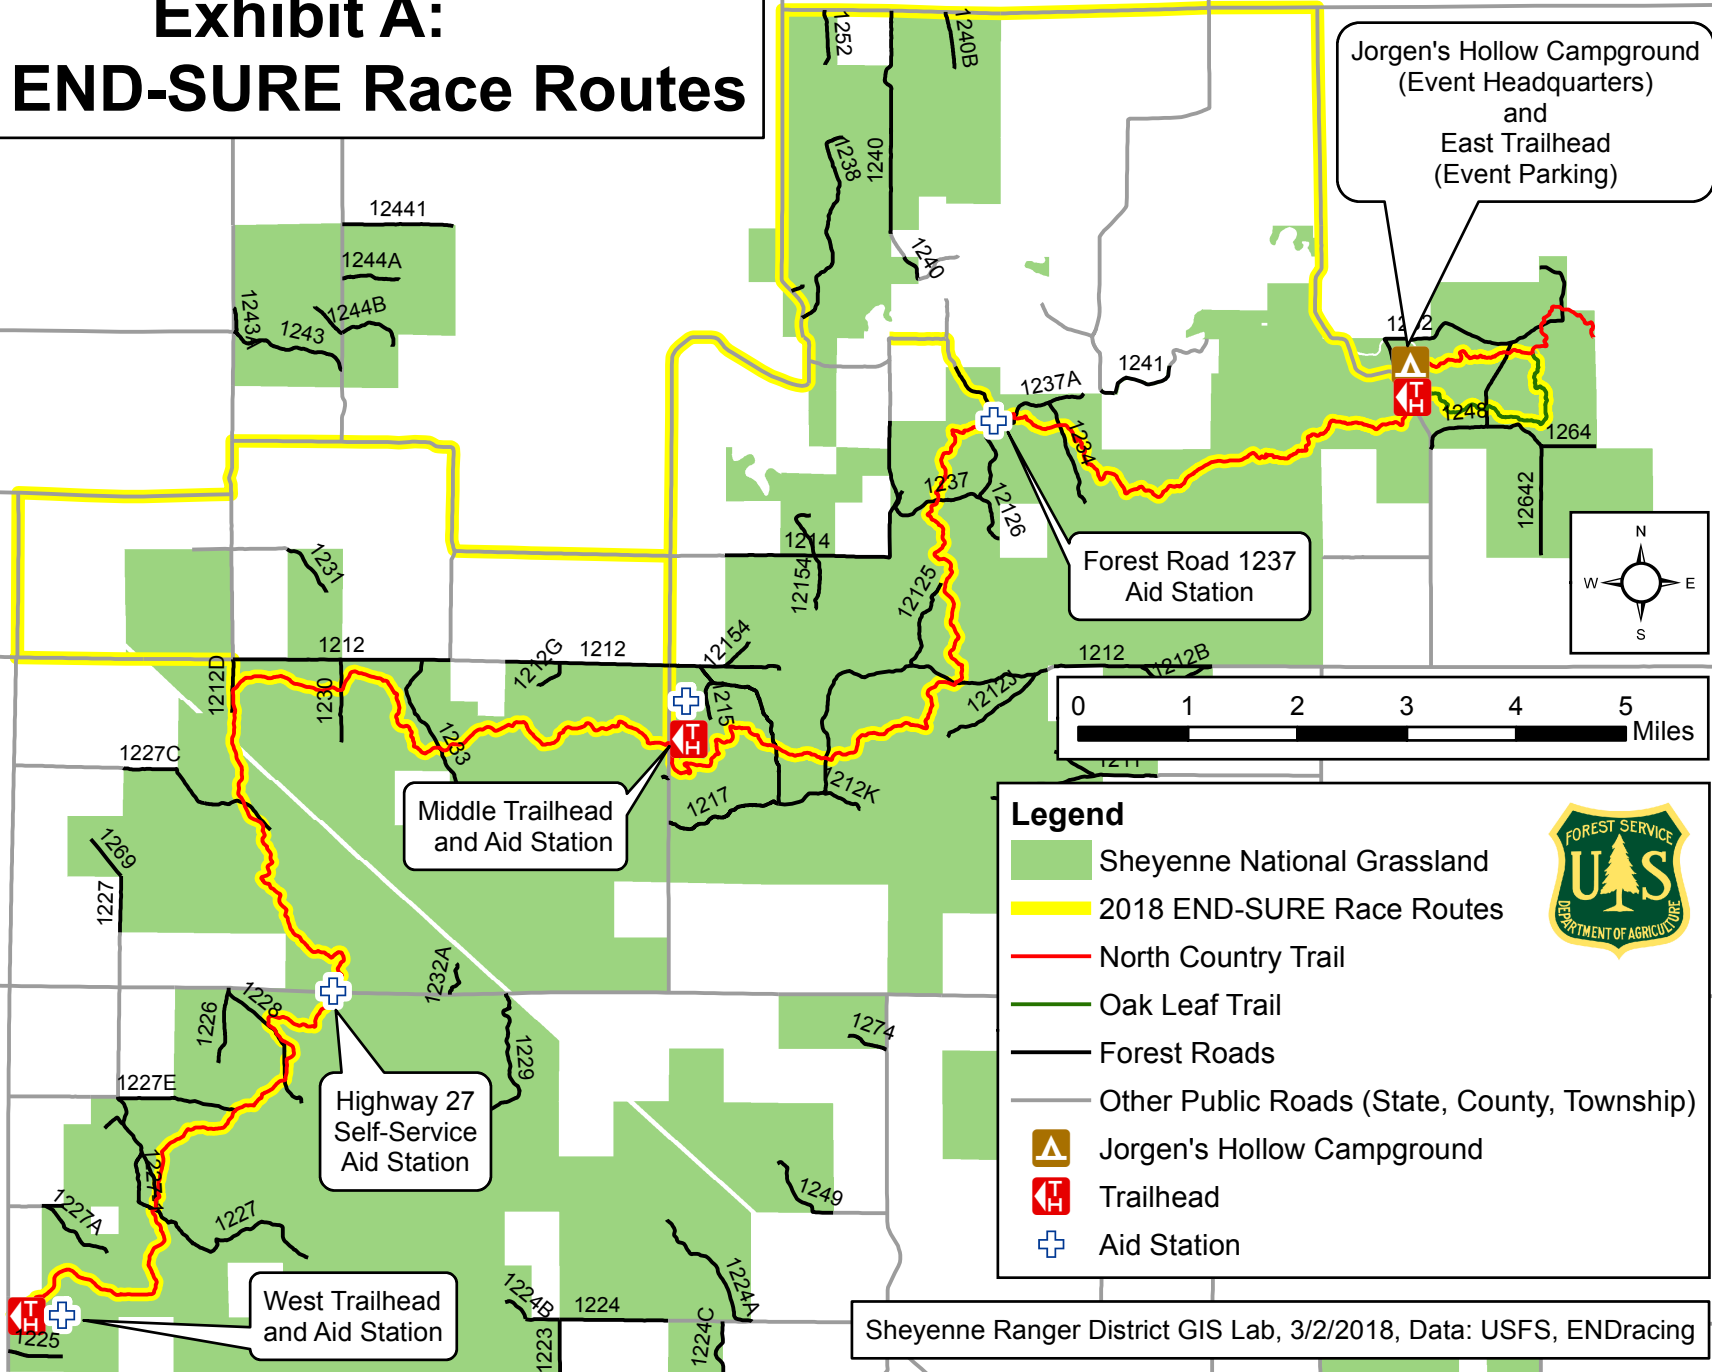 Exhibit A:
END-SURE Race Routes
1252
1240B
Jorgen's Hollow Campground
(Event Headquarters)
and
East Trailhead
(Event Parking)
1238
1240
12441
1244A
1240
1243A
1243
1244B
1241
1237A
1248
1264
1234
1237
12126
12642
1214
12154
1231
12125
Forest Road 1237
Aid Station
N
W
E
S
1212
1212D
1230
1212G
1212
12154
1215
1233
12123
1212
1212B
0 1 2 3 4 5
Miles
1211
1227C
1217
1212K
Middle Trailhead
and Aid Station
1269
1227
1232A
1226
1228
1229
1274
1227E
Highway 27
Self-Service
Aid Station
1227A
1227
1249
West Trailhead
and Aid Station
1224B
1224
1224A
1224C
1223
1225
TH
TH
TH
Legend
Sheyenne National Grassland
2018 END-SURE Race Routes
North Country Trail
Oak Leaf Trail
Forest Roads
Other Public Roads (State, County, Township)
Jorgen's Hollow Campground
TH
Trailhead
Aid Station
FOREST SERVICE
U S
DEPARTMENT OF AGRICULTURE
Sheyenne Ranger District GIS Lab, 3/2/2018, Data: USFS, ENDracing